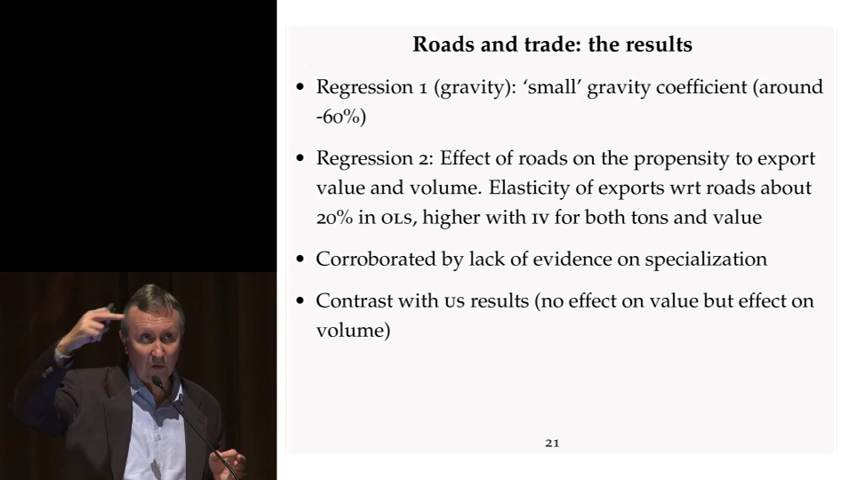 Roads and trade: the results
• Regression 1 (gravity): ‘small’ gravity coefficient (around
-60%)
• Regression 2: Effect of roads on the propensity to export
value and volume. Elasticity of exports wrt roads about
20% in OLS, higher with IV for both tons and value
• Corroborated by lack of evidence on specialization
• Contrast with US results (no effect on value but effect on
volume)
21